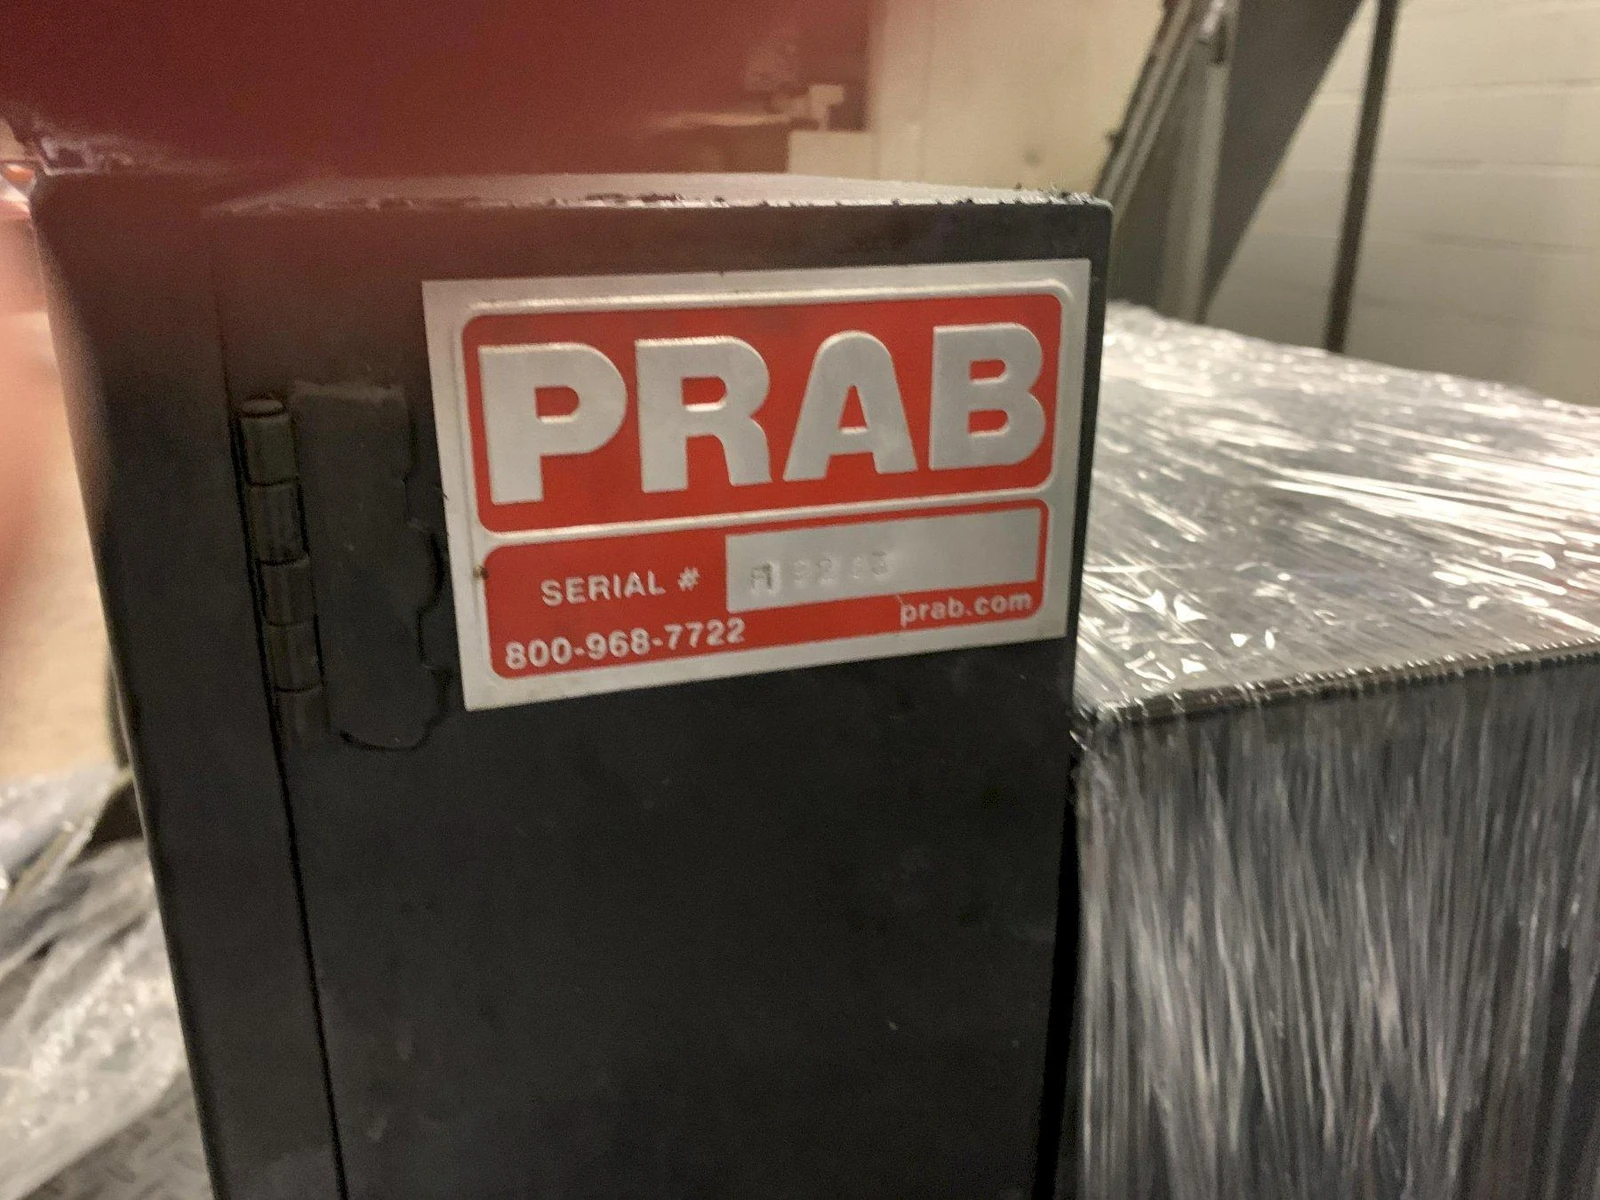 PRAB
SERIAL #
800-968-7722
prab.com